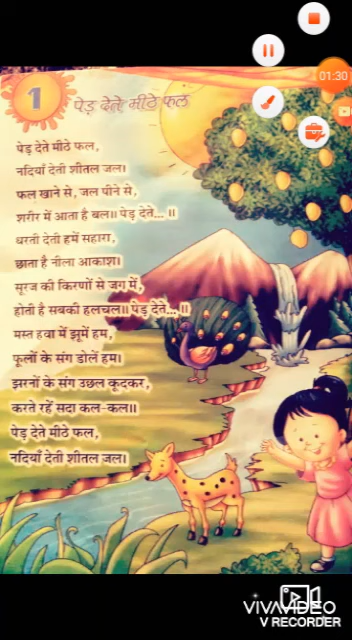 01:30
1
पेड़ देते मीठे फल
पेड़ देते मीठे फल,
नदियाँ देती शीतल जल।
फल खाने से, जल पीने से,
शरीर में आता है बल॥ पेड़ देते... ॥
धरती देती हमें सहारा,
छाता है नीला आकाश।
सूरज की किरणों से जग में,
होती है सबकी हलचल॥ पेड़ देते... ॥
मस्त हवा में झूमें हम,
फूलों के संग डोलें हम।
झरनों के संग उछल कूदकर,
करते रहें सदा कल-कल॥
पेड़ देते मीठे फल,
नदियाँ देती शीतल जल।
VIVAVIDEO
V RECORDER